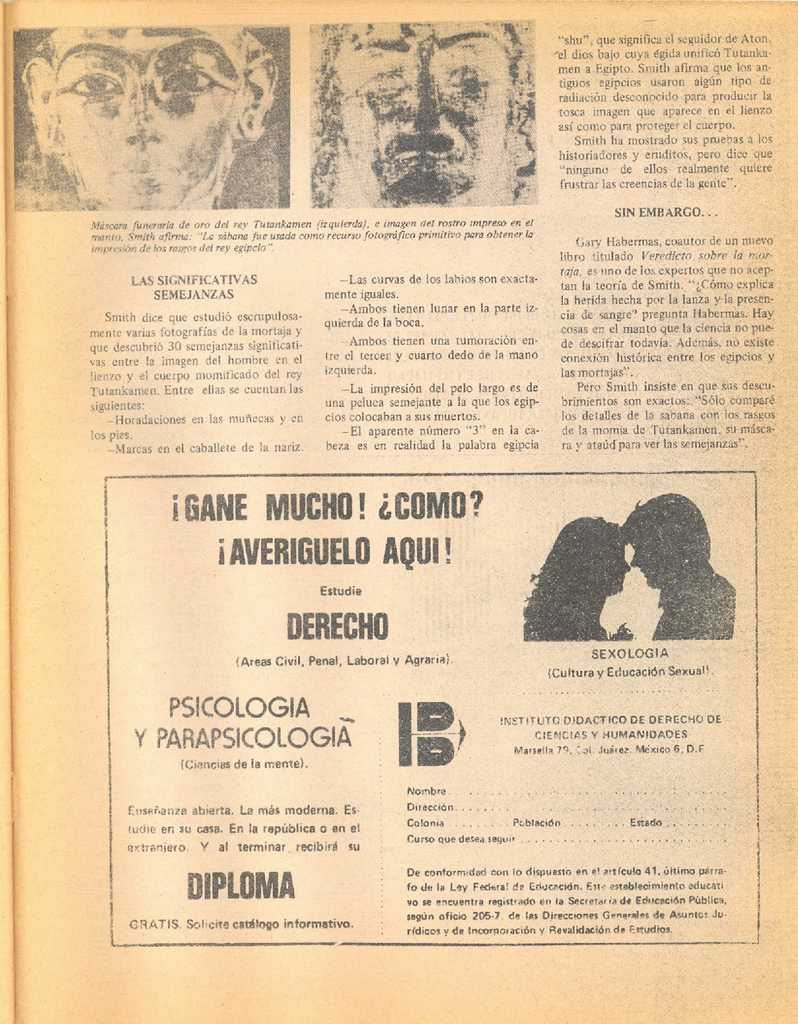 Máscara funeraria de oro del rey Tutankamen (izquierda), e imagen del rostro impreso en el
manto, Smith afirma: "La sábana fue usada como recurso fotográfico primitivo para obtener la
impresión de los rasgos del rey egipcio".
LAS SIGNIFICATIVAS
SEMEJANZAS
Smith dice que estudió escrupulosa-
mente varias fotografías de la mortaja y
que descubrió 30 semejanzas significati-
vas entre la imagen del hombre en el
lienzo y el cuerpo momificado del rey
Tutankamen. Entre ellas se cuentan las
siguientes:
—Horadaciones en las muñecas y en
los pies.
—Marcas en el caballete de la nariz.
—Las curvas de los labios son exacta-
mente iguales.
—Ambos tienen lunar en la parte iz-
quierda de la boca.
—Ambos tienen una tumoración en-
tre el tercer y cuarto dedo de la mano
izquierda.
—La impresión del pelo largo es de
una peluca semejante a la que los egip-
cios colocaban a sus muertos.
—El aparente número "3" en la ca-
beza es en realidad la palabra egipcia
"shu", que significa el seguidor de Aton,
el dios bajo cuya égida unificó Tutanka-
men a Egipto. Smith afirma que los an-
tiguos egipcios usaron algún tipo de
radiación desconocido para producir la
tosca imagen que aparece en el lienzo
así como para proteger el cuerpo.
Smith ha mostrado sus pruebas a los
historiadores y eruditos, pero dice que
"ninguno de ellos realmente quiere
frustrar las creencias de la gente".
SIN EMBARGO...
Gary Habermas, coautor de un nuevo
libro titulado Veredicto sobre la mor-
taja, es uno de los expertos que no acep-
tan la teoría de Smith. "¿Cómo explica
la herida hecha por la lanza y la presen-
cia de sangre? pregunta Habermas. Hay
cosas en el manto que la ciencia no pue-
de descifrar todavía. Además, no existe
conexión histórica entre los egipcios y
las mortajas".
Pero Smith insiste en que sus descu-
brimientos son exactos: "Sólo comparé
los detalles de la sabana con los rasgos
de la momia de Tutankamen, su másca-
ra y ataúd para ver las semejanzas".
¡GANE MUCHO! ¿COMO?
¡AVERIGUELO AQUI!
Estudie
DERECHO
(Areas Civil, Penal, Laboral y Agraria).
SEXOLOGIA
(Cultura y Educación Sexual).
PSICOLOGIA
Y PARAPSICOLOGIA
(Ciencias de la mente).
Enseñanza abierta. La más moderna. Es-
tudie en su casa. En la república o en el
extranjero. Y al terminar recibirá su
DIPLOMA
GRATIS. Solicite catálogo informativo.
INSTITUTO DIDACTICO DE DERECHO DE
CIENCIAS Y HUMANIDADES
Marsella 79, Col. Juárez. México 6, D.F.
Nombre
Dirección
Colonia Población Estado
Curso que desea seguir
De conformidad con lo dispuesto en el artículo 41, último párra-
fo de la Ley Federal de Educación. Este establecimiento educati-
vo se encuentra registrado en la Secretaría de Educación Pública,
según oficio 205-7, de las Direcciones Generales de Asuntos Ju-
rídicos y de Incorporación y Revalidación de Estudios.